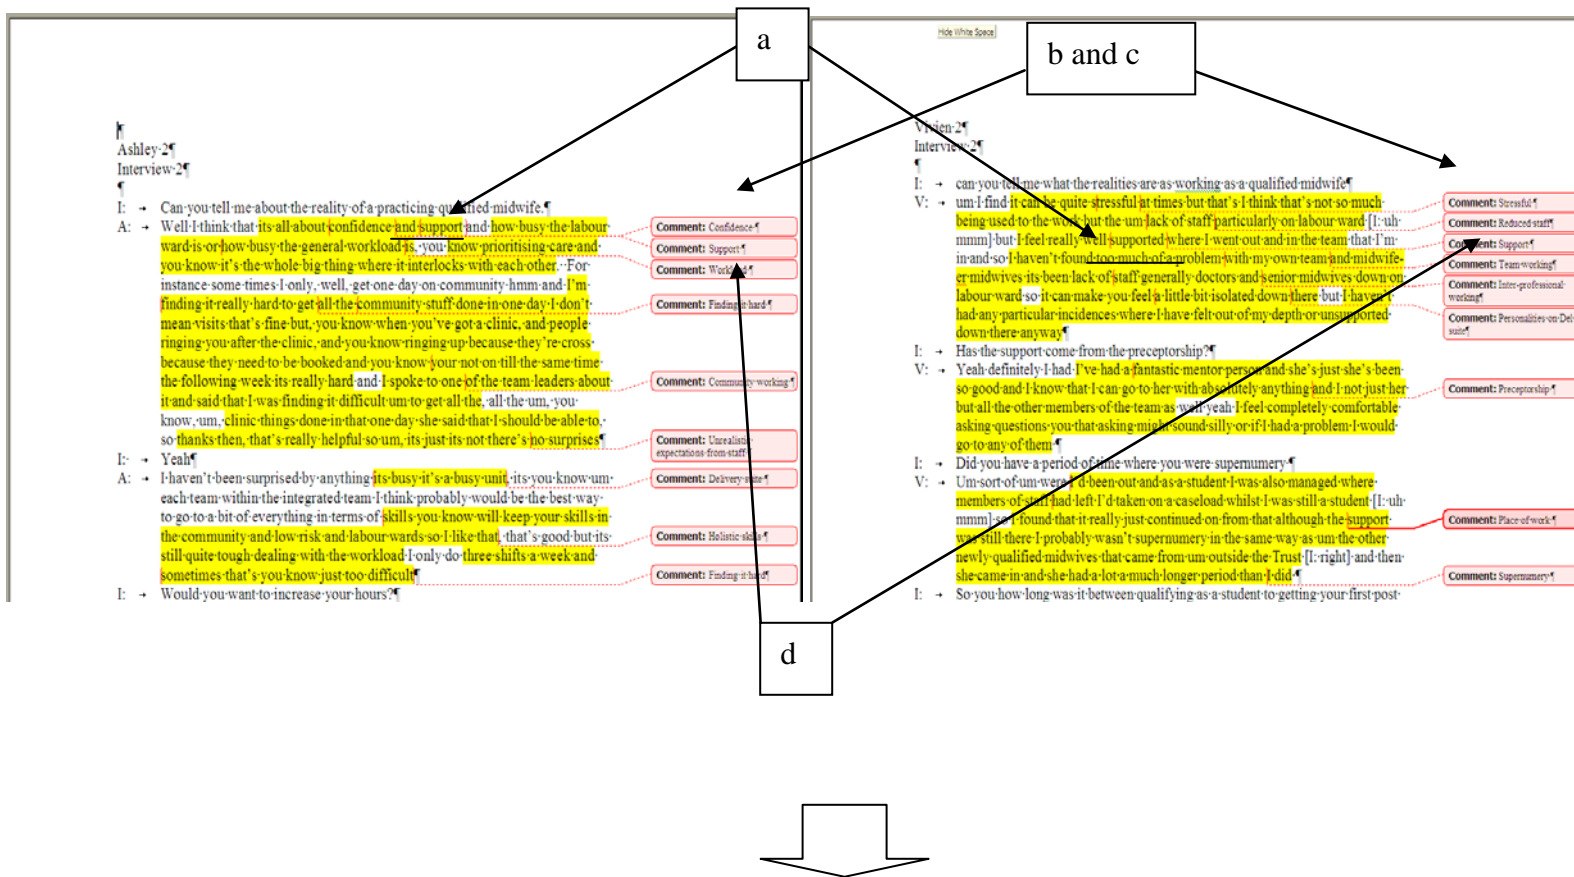 a
b and c
Hide White Space
¶
Ashley·2¶
Interview·2¶
¶
I: → Can·you·tell·me·about·the·reality·of·a·practicing·qualified·midwife.¶
A: → Well·I·think·that·its·all·about·confidence·and·support·and·how·busy·the·labour·
ward·is·or·how·busy·the·general·workload·is,·you·know·prioritising·care·and·
you·know·it's·the·whole·big·thing·where·it·interlocks·with·each·other.··For·
instance·some·times·I·only,·well,·get·one·day·on·community·hmm·and·I'm·
finding·it·really·hard·to·get·all·the·community·stuff·done·in·one·day·I·don't·
mean·visits·that's·fine·but,·you·know·when·you've·got·a·clinic,·and·people·
ringing·you·after·the·clinic,·and·you·know·ringing·up·because·they're·cross·
because·they·need·to·be·booked·and·you·know·your·not·on·till·the·same·time·
the·following·week·its·really·hard·and·I·spoke·to·one·of·the·team·leaders·about·
it·and·said·that·I·was·finding·it·difficult·um·to·get·all·the,·all·the·um,·you·
know,·um,·clinic·things·done·in·that·one·day·she·said·that·I·should·be·able·to,·
so·thanks·then,·that's·really·helpful·so·um,·its·just·its·not·there's·no·surprises¶
I:· → Yeah¶
A: → I·haven't·been·surprised·by·anything·its·busy·it's·a·busy·unit,·its·you·know·um·
each·team·within·the·integrated·team·I·think·probably·would·be·the·best·way·
to·go·to·a·bit·of·everything·in·terms·of·skills·you·know·will·keep·your·skills·in·
the·community·and·low·risk·and·labour·wards·so·I·like·that,·that's·good·but·its·
still·quite·tough·dealing·with·the·workload·I·only·do·three·shifts·a·week·and·
sometimes·that's·you·know·just·too·difficult¶
I: → Would·you·want·to·increase·your·hours?¶
Comment: Confidence·¶
Comment: Support·¶
Comment: Workload·¶
Comment: Finding·it·hard¶
Comment: Community·working·¶
Comment: Unrealistic·
expectations·from·staff·¶
Comment: Delivery·suite·¶
Comment: Holistic·skills·¶
Comment: Finding·it·hard¶
Vivien·2¶
Interview·2¶
¶
I: → can·you·tell·me·what·the·realities·are·as·working·as·a·qualified·midwife¶
V: → um·I·find·it·can·be·quite·stressful·at·times·but·that's·I·think·that's·not·so·much·
being·used·to·the·work·but·the·um·lack·of·staff·particularly·on·labour·ward·[I:·uh·
mmm]·but·I·feel·really·well·supported·where·I·went·out·and·in·the·team·that·I'm·
in·and·so·I·haven't·found·too·much·of·a·problem·with·my·own·team·and·midwife-
er·midwives·its·been·lack·of·staff·generally·doctors·and·senior·midwives·down·on·
labour·ward·so·it·can·make·you·feel·a·little·bit·isolated·down·there·but·I·haven't·
had·any·particular·incidences·where·I·have·felt·out·of·my·depth·or·unsupported·
down·there·anyway¶
I: → Has·the·support·come·from·the·preceptorship?¶
V: → Yeah·definitely·I·had·I've·had·a·fantastic·mentor·person·and·she's·just·she's·been·
so·good·and·I·know·that·I·can·go·to·her·with·absolutely·anything·and·I·not·just·her·
but·all·the·other·members·of·the·team·as·well·yeah·I·feel·completely·comfortable·
asking·questions·you·that·asking·might·sound·silly·or·if·I·had·a·problem·I·would·
go·to·any·of·them·¶
I: → Did·you·have·a·period·of·time·where·you·were·supernumery·¶
V: → Um·sort·of·um·were·I'd·been·out·and·as·a·student·I·was·also·managed·where·
members·of·staff·had·left·I'd·taken·on·a·caseload·whilst·I·was·still·a·student·[I:·uh·
mmm]·so·I·found·that·it·really·just·continued·on·from·that·although·the·support·
was·still·there·I·probably·wasn't·supernumery·in·the·same·way·as·um·the·other·
newly·qualified·midwives·that·came·from·um·outside·the·Trust·[I:·right]·and·then·
she·came·in·and·she·had·a·lot·a·much·longer·period·than·I·did·¶
I: → So·you·how·long·was·it·between·qualifying·as·a·student·to·getting·your·first·post·
Comment: Stressful·¶
Comment: Reduced·staff¶
Comment: Support·¶
Comment: Team·working¶
Comment: Inter-professional·
working¶
Comment: Personalities·on·Del
suite¶
Comment: Preceptorship·¶
Comment: Place·of·work·¶
Comment: Supernumery·¶
d